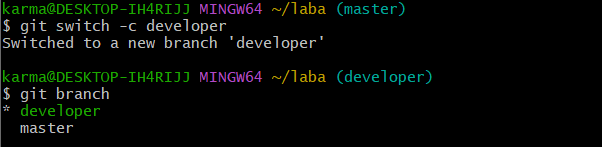 karma@DESKTOP-IH4RIJJ MINGW64 ~/laba (master)
$ git switch -c developer
Switched to a new branch 'developer'
karma@DESKTOP-IH4RIJJ MINGW64 ~/laba (developer)
$ git branch
* developer
  master